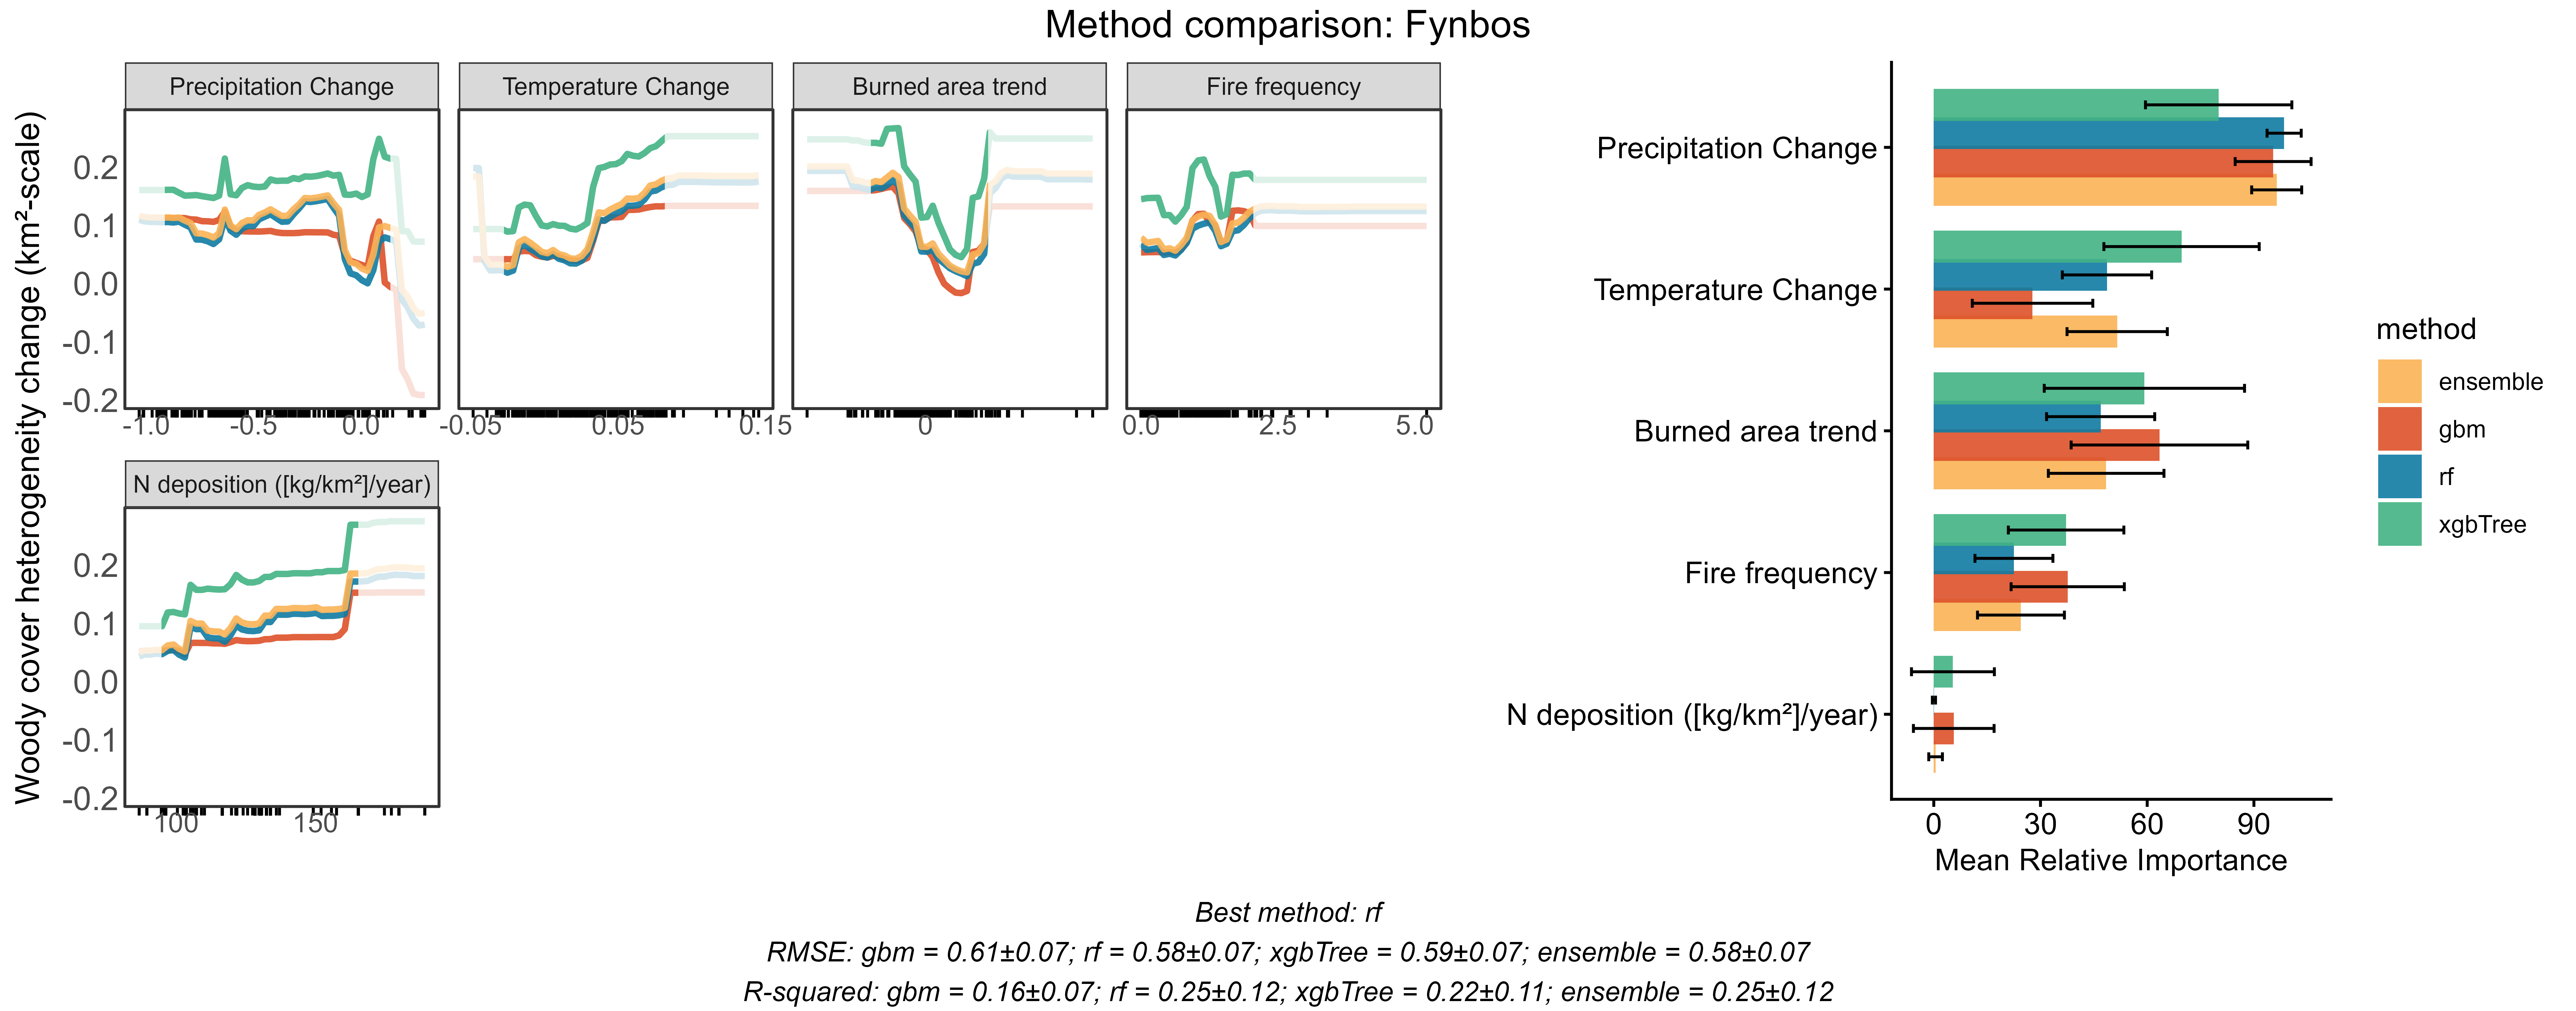 Method comparison: Fynbos
Woody cover heterogeneity change (km²-scale)
Precipitation Change
Temperature Change
Burned area trend
Fire frequency
0.2
0.1
0.0
-0.1
-0.2
-1.0 -0.5 0.0
-0.05 0.05 0.15
0
0.0 2.5 5.0
N deposition ([kg/km²]/year)
0.2
0.1
0.0
-0.1
-0.2
100 150
Precipitation Change
Temperature Change
Burned area trend
Fire frequency
N deposition ([kg/km²]/year)
0 30 60 90
Mean Relative Importance
method
ensemble
gbm
rf
xgbTree
Best method: rf
RMSE: gbm = 0.61±0.07; rf = 0.58±0.07; xgbTree = 0.59±0.07; ensemble = 0.58±0.07
R-squared: gbm = 0.16±0.07; rf = 0.25±0.12; xgbTree = 0.22±0.11; ensemble = 0.25±0.12